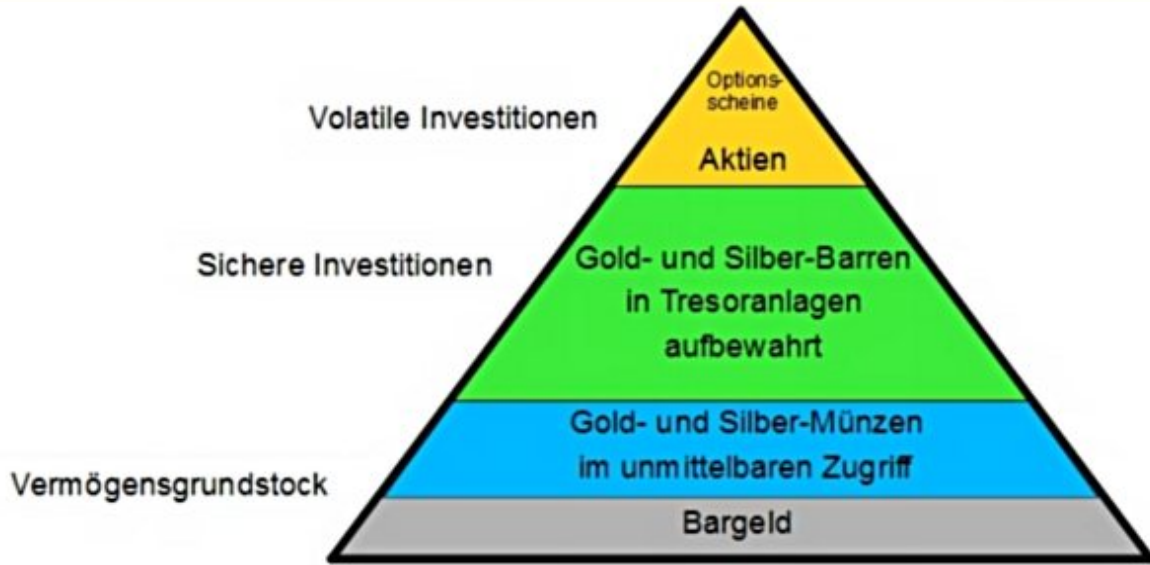 Options-
scheine
Volatile Investitionen
Aktien
Sichere Investitionen
Gold- und Silber-Barren
in Tresoranlagen
aufbewahrt
Gold- und Silber-Münzen
im unmittelbaren Zugriff
Vermögensgrundstock
Bargeld